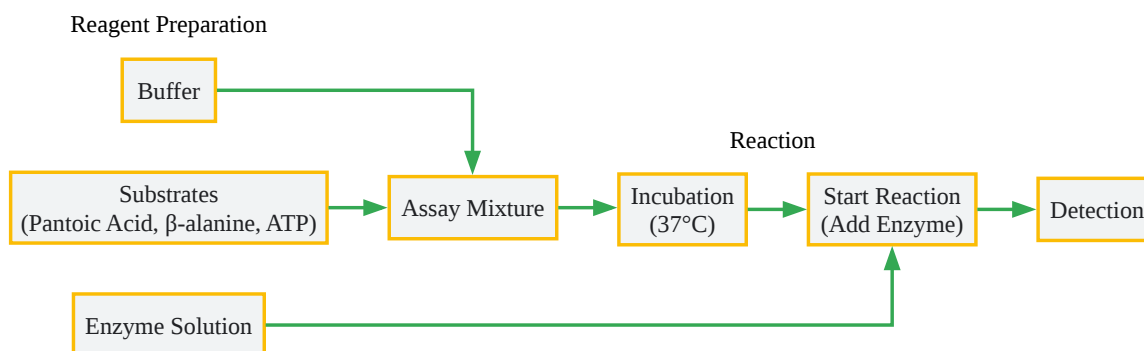 Reagent Preparation
Buffer
Reaction
Substrates
(Pantoic Acid, β-alanine, ATP)
Assay Mixture
Incubation
(37°C)
Start Reaction
(Add Enzyme)
Detection
Enzyme Solution